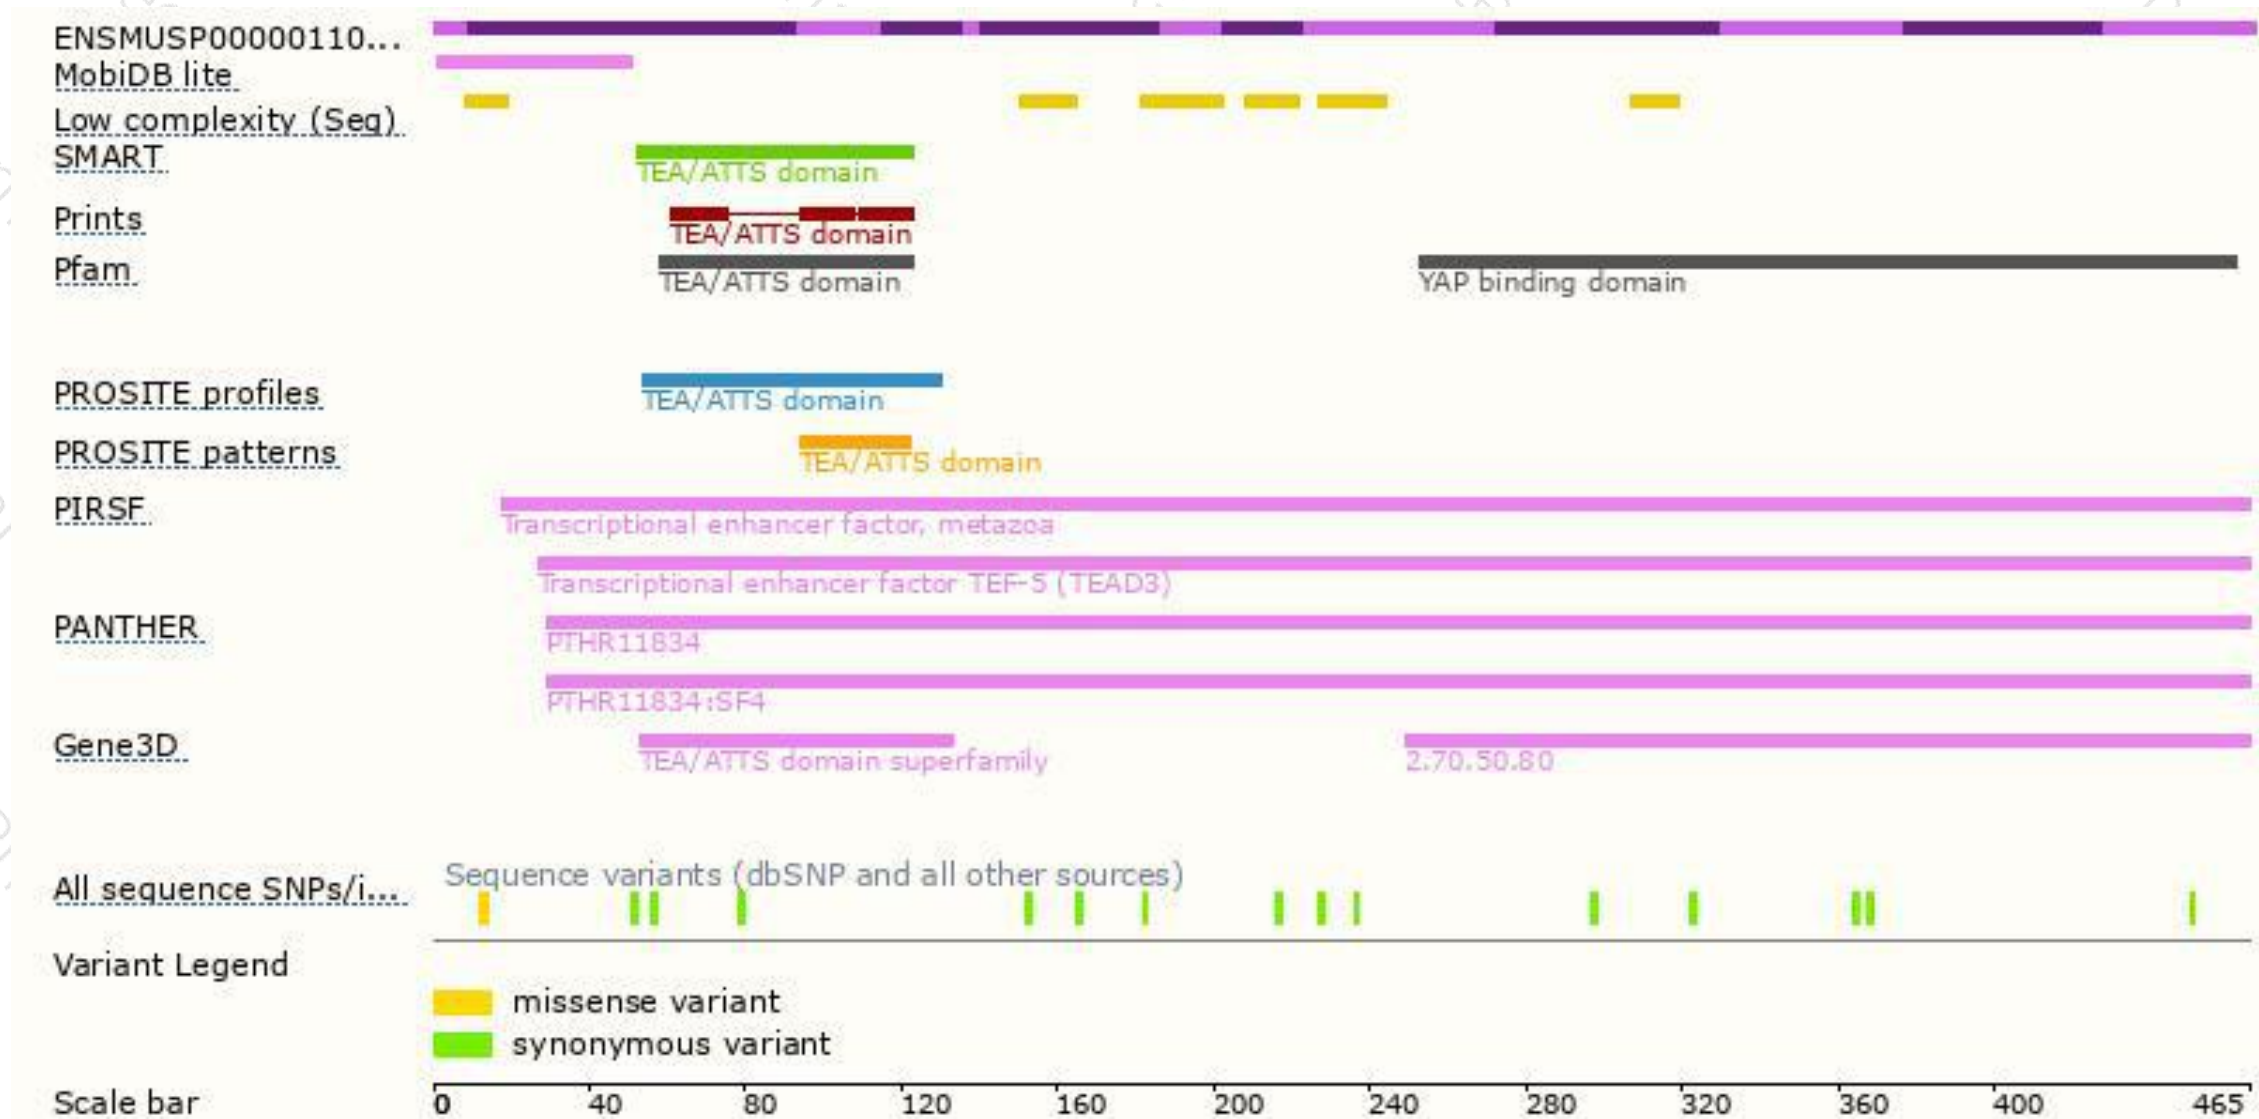 ENSMUSP00000110...
MobiDB lite
Low complexity (Seg)
SMART
TEA/ATTS domain
Prints
TEA/ATTS domain
Pfam
TEA/ATTS domain YAP binding domain
PROSITE profiles
TEA/ATTS domain
PROSITE patterns
TEA/ATTS domain
PIRSF
Transcriptional enhancer factor, metazoa
Transcriptional enhancer factor TEF-5 (TEAD3)
PANTHER
PTHR11834
PTHR11834:SF4
Gene3D
TEA/ATTS domain superfamily 2.70.50.80
Sequence variants (dbSNP and all other sources)
All sequence SNPs/i...
Variant Legend
missense variant
synonymous variant
Scale bar 0 40 80 120 160 200 240 280 320 360 400 465